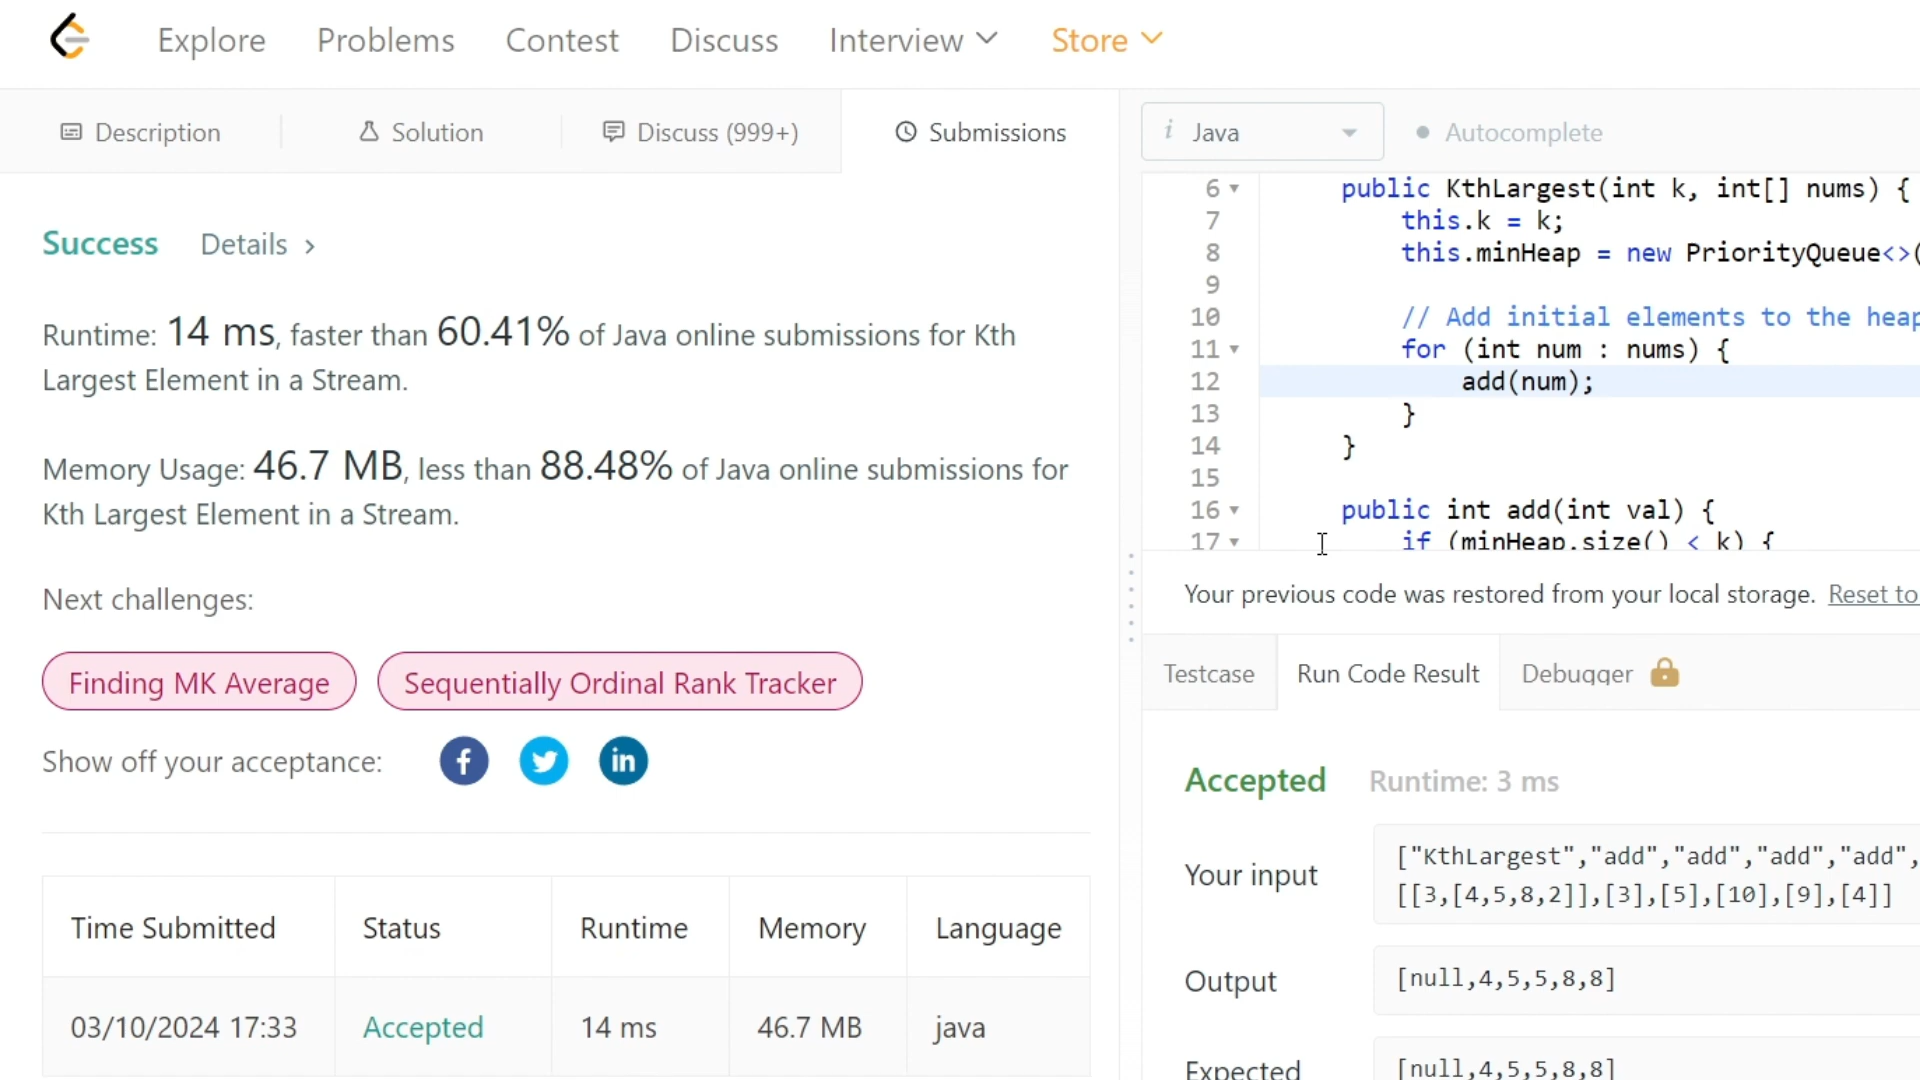 Explore Problems Contest Discuss Interview Store
Description Solution Discuss (999+) Submissions
Success Details >
Runtime: 14 ms, faster than 60.41% of Java online submissions for Kth
Largest Element in a Stream.
Memory Usage: 46.7 MB, less than 88.48% of Java online submissions for
Kth Largest Element in a Stream.
Next challenges:
Finding MK Average Sequentially Ordinal Rank Tracker
Show off your acceptance:
Time Submitted Status Runtime Memory Language
03/10/2024 17:33 Accepted 14 ms 46.7 MB java
i Java Autocomplete
6 public KthLargest(int k, int[] nums) {
7 this.k = k;
8 this.minHeap = new PriorityQueue<>(
9
10 // Add initial elements to the heap
11 for (int num : nums) {
12 add(num);
13 }
14 }
15
16 public int add(int val) {
17 if (minHeap.size() < k) {
Your previous code was restored from your local storage. Reset to
Testcase Run Code Result Debugger
Accepted Runtime: 3 ms
Your input
["KthLargest","add","add","add","add",
[[3,[4,5,8,2]],[3],[5],[10],[9],[4]]
Output [null,4,5,5,8,8]
Expected [null,4,5,5,8,8]